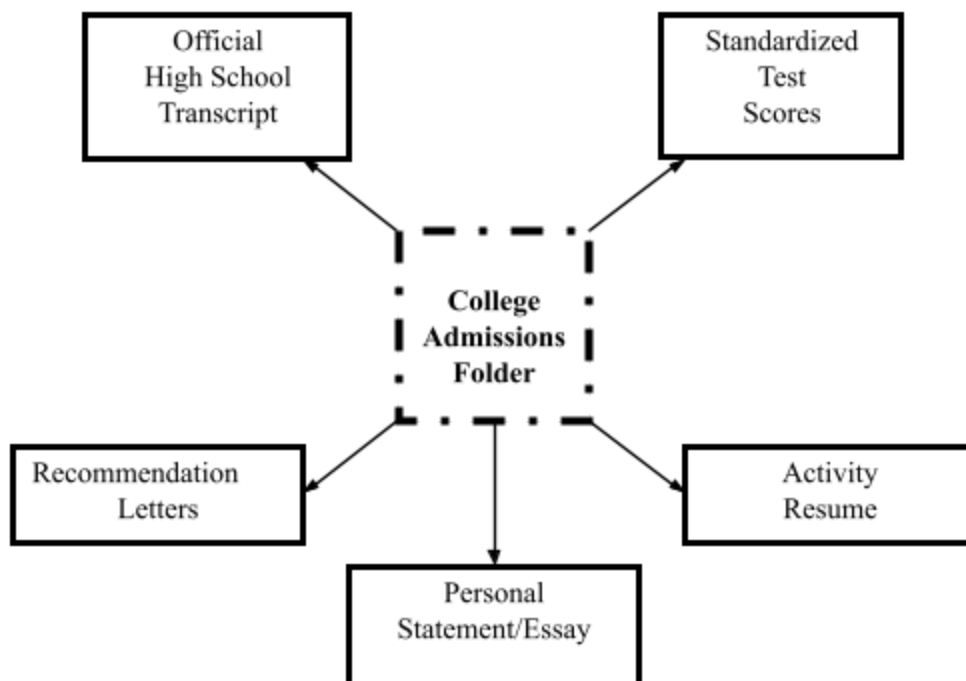 Official
High School
Transcript
Standardized
Test
Scores
College
Admissions
Folder
Recommendation
Letters
Activity
Resume
Personal
Statement/Essay